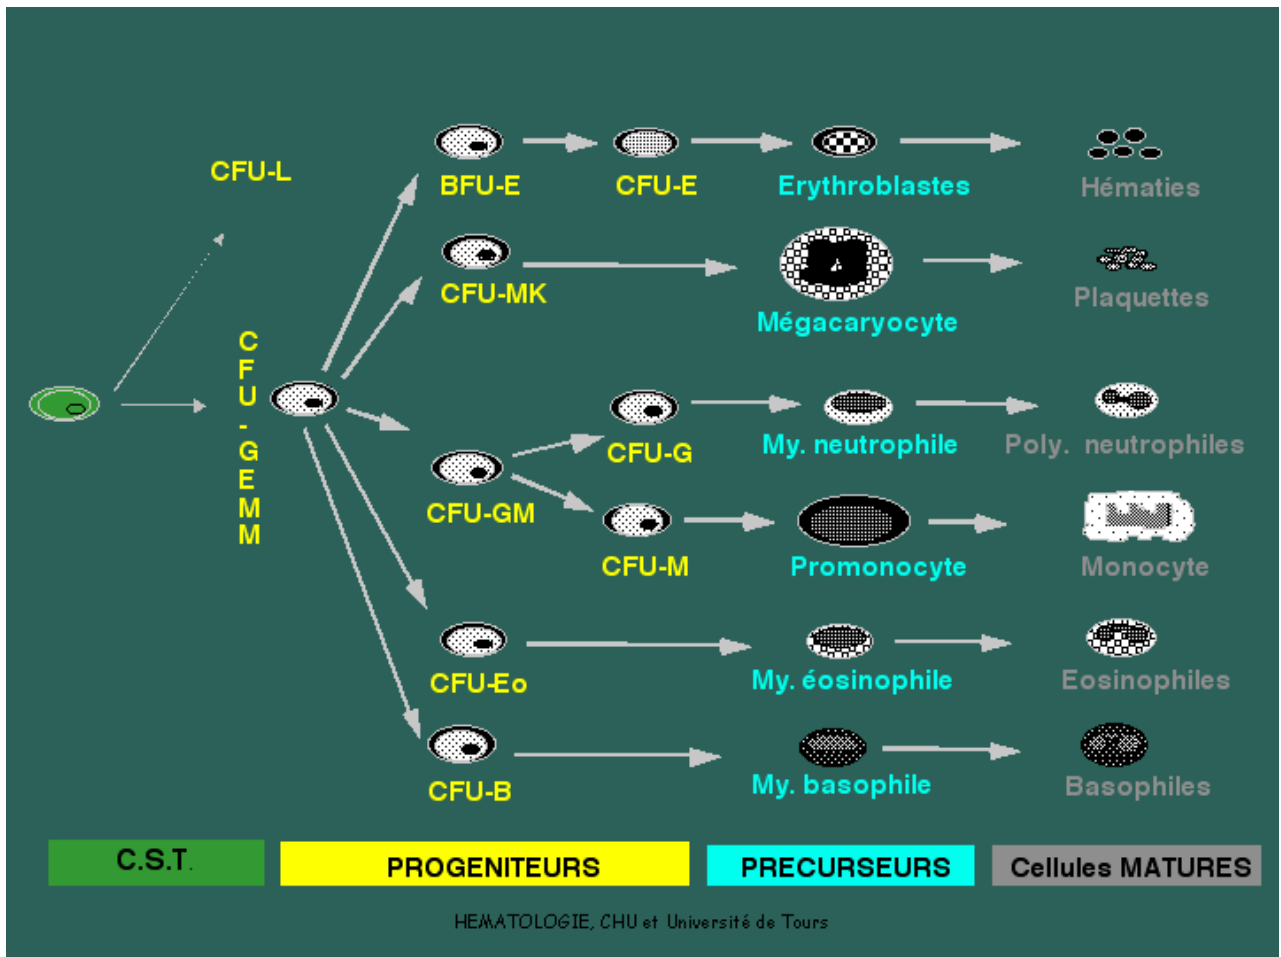 CFU-L
BFU-E
CFU-E
Erythroblastes
Hématies
CFU-MK
Mégacaryocyte
Plaquettes
CFU-GEMM
CFU-G
My. neutrophile
Poly. neutrophiles
CFU-GM
CFU-M
Promonocyte
Monocyte
CFU-Eo
My. éosinophile
Eosinophiles
CFU-B
My. basophile
Basophiles
C.S.T.
PROGENITEURS
PRECURSEURS
Cellules MATURES
HEMATOLOGIE, CHU et Université de Tours